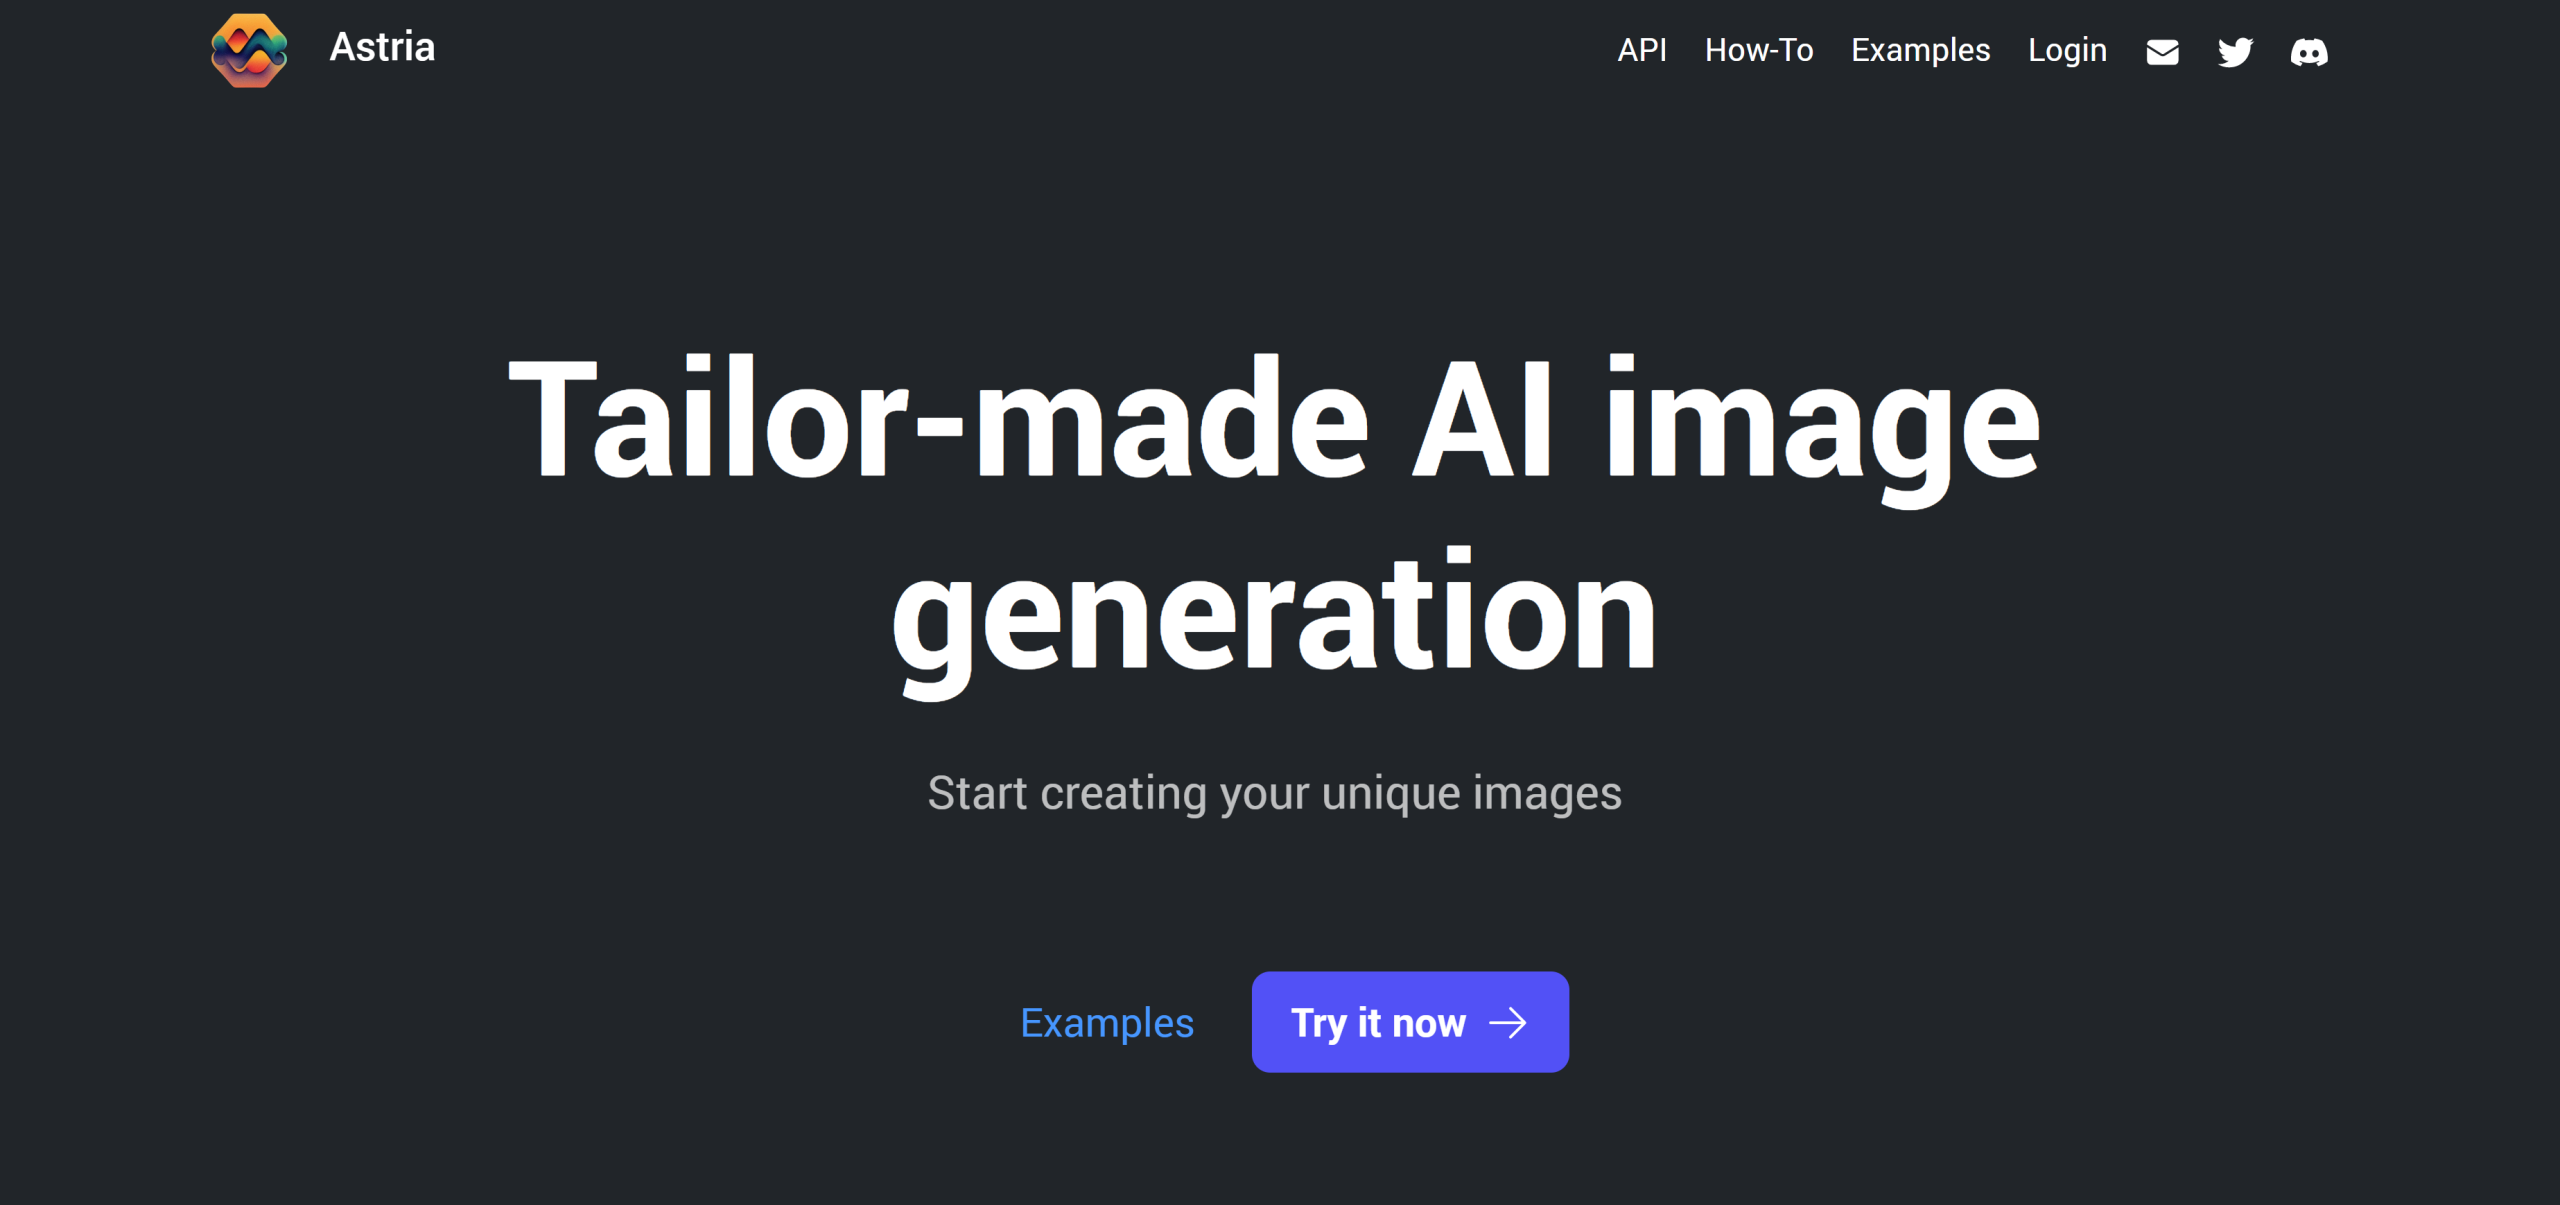 Astria
API How-To Examples Login
Tailor-made AI image
generation
Start creating your unique images
Examples Try it now